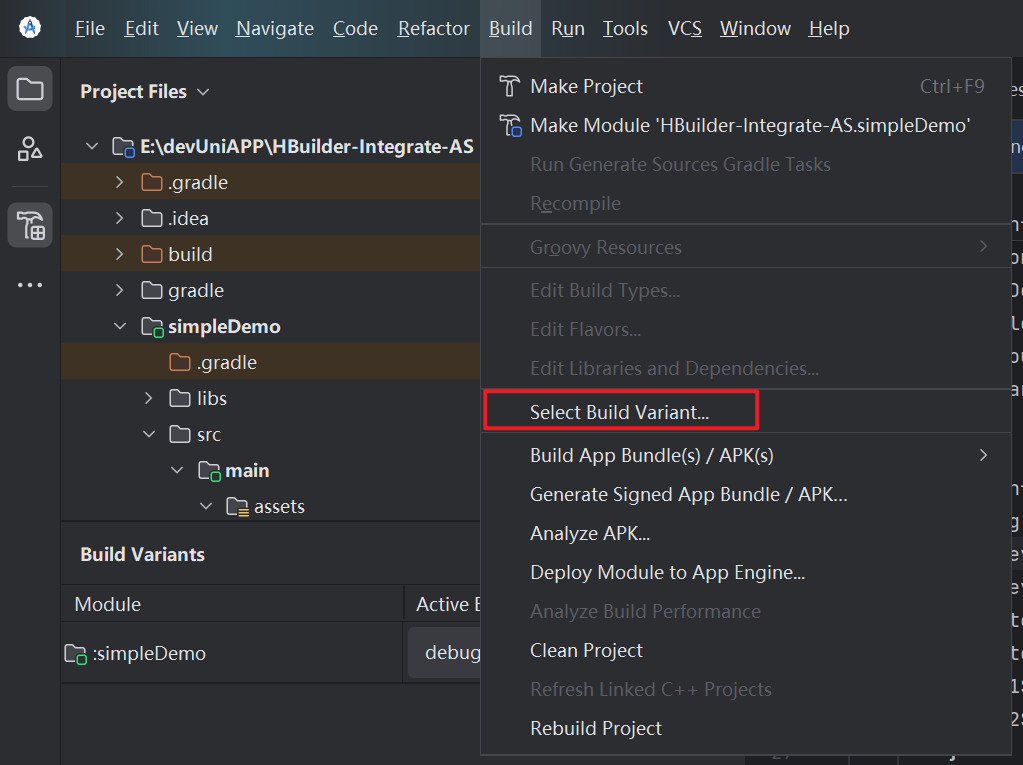 File Edit View Navigate Code Refactor Build Run Tools VCS Window Help
Project Files
E:\devUniAPP\HBuilder-Integrate-AS
.gradle
.idea
build
gradle
simpleDemo
.gradle
libs
src
main
assets
Build Variants
Module Active
:simpleDemo debug
Make Project Ctrl+F9
Make Module 'HBuilder-Integrate-AS.simpleDemo'
Run Generate Sources Gradle Tasks
Recompile
Groovy Resources
Edit Build Types...
Edit Flavors...
Edit Libraries and Dependencies...
Select Build Variant...
Build App Bundle(s) / APK(s)
Generate Signed App Bundle / APK...
Analyze APK...
Deploy Module to App Engine...
Analyze Build Performance
Clean Project
Refresh Linked C++ Projects
Rebuild Project